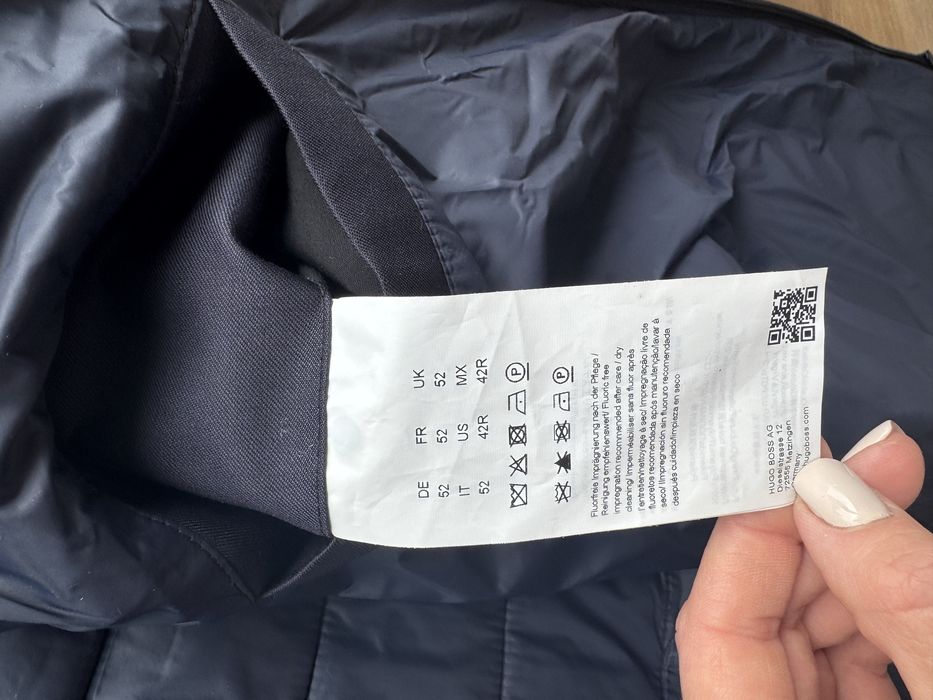 DE FR UK
52 52 52
IT US MX
52 42R 42R
P
P
Fluorfreie Imprägnierung nach der Pflege /
Reinigung empfehlenswert/ Fluoric free
impregnation recommended after care / dry
cleaning/ Imperméabiliser sans fluor après
l'entretien/nettoyage à sec/ Impregnação livre de
fluoretos recomendada após manutenção/lavar à
seco// Impregnación sin fluoruro recomendada
después cuidado/limpieza en seco
HUGO BOSS AG
Dieselstrasse 12
72555 Metzingen
Germany
hugoboss.com